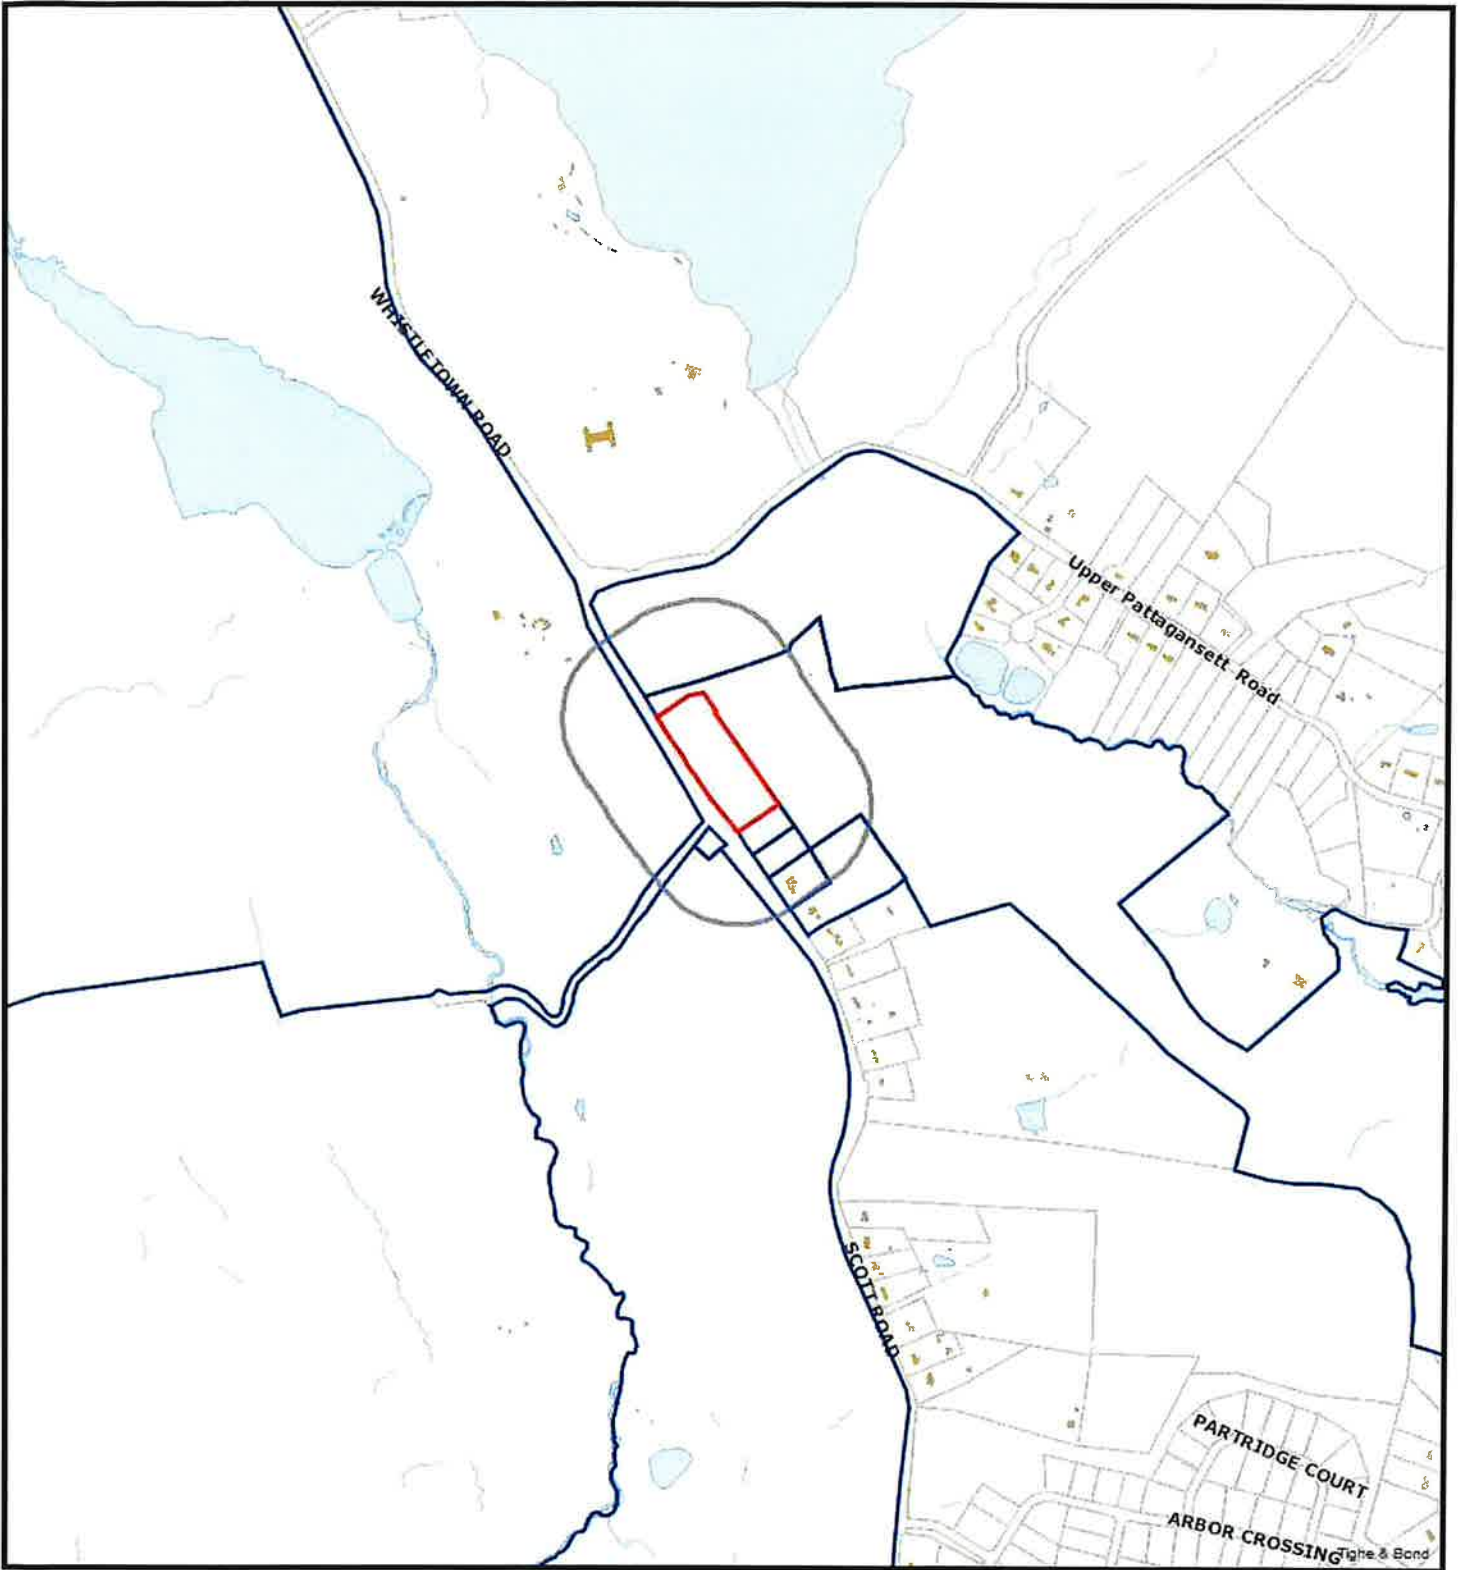 WHISTLETOWN ROAD
Upper Pattagansett Road
SCOTT ROAD
PARTRIDGE COURT
ARBOR CROSSING
Tighe & Bond